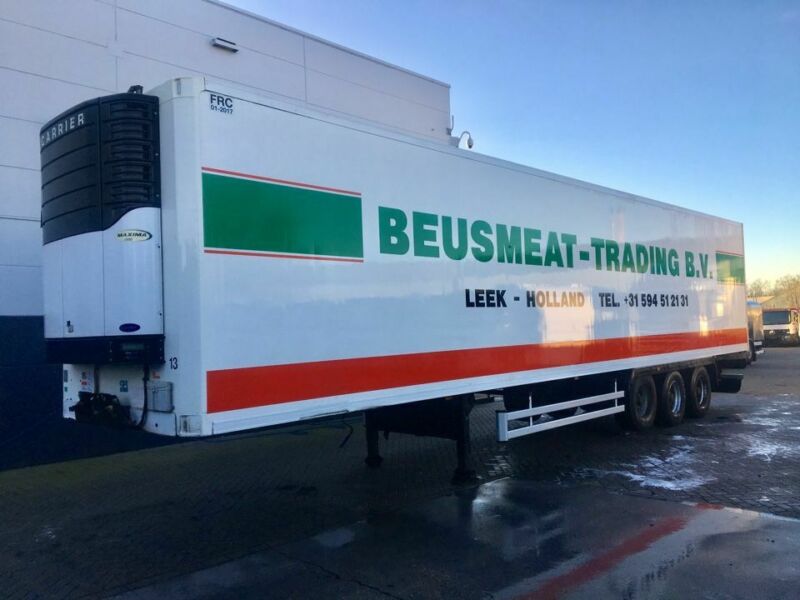 CARRIER
FRC
01-2017
MAXIMA
BEUSMEAT-TRADING B.V.
LEEK - HOLLAND TEL. +31 594 51 21 31
13